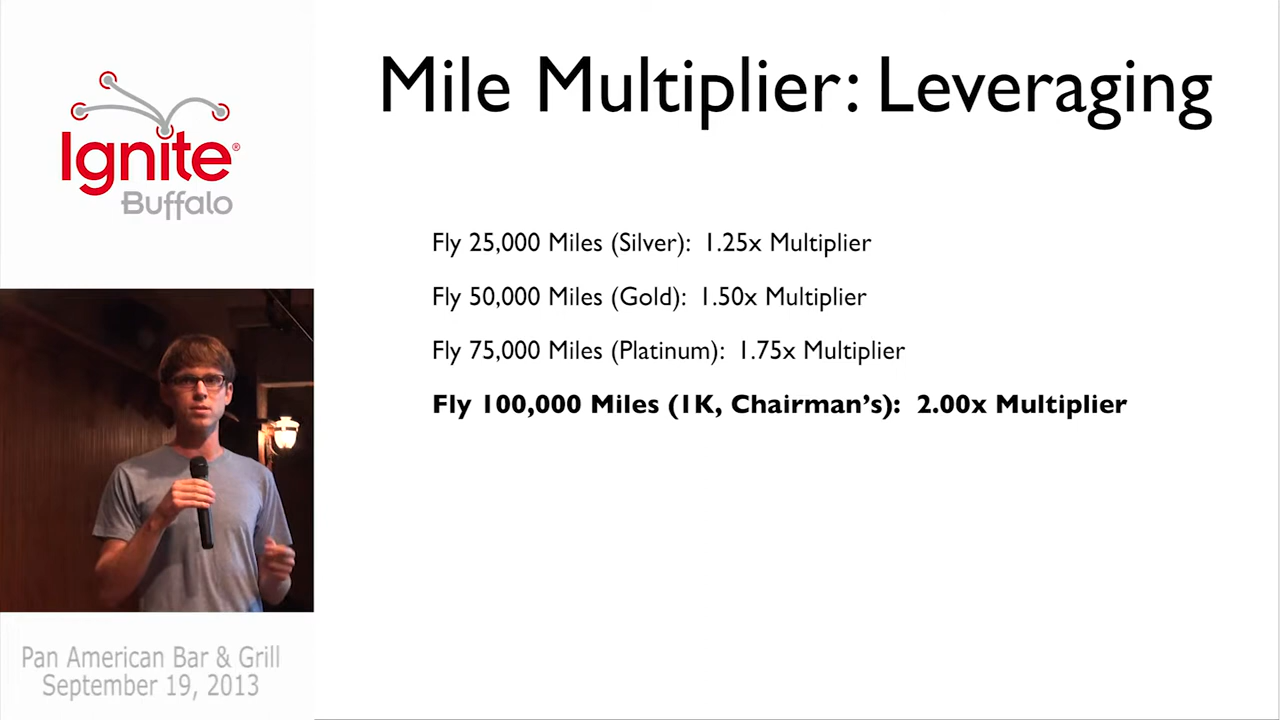 Ignite®
Buffalo
Mile Multiplier: Leveraging
Fly 25,000 Miles (Silver): 1.25x Multiplier
Fly 50,000 Miles (Gold): 1.50x Multiplier
Fly 75,000 Miles (Platinum): 1.75x Multiplier
Fly 100,000 Miles (1K, Chairman's): 2.00x Multiplier
Pan American Bar & Grill
September 19, 2013